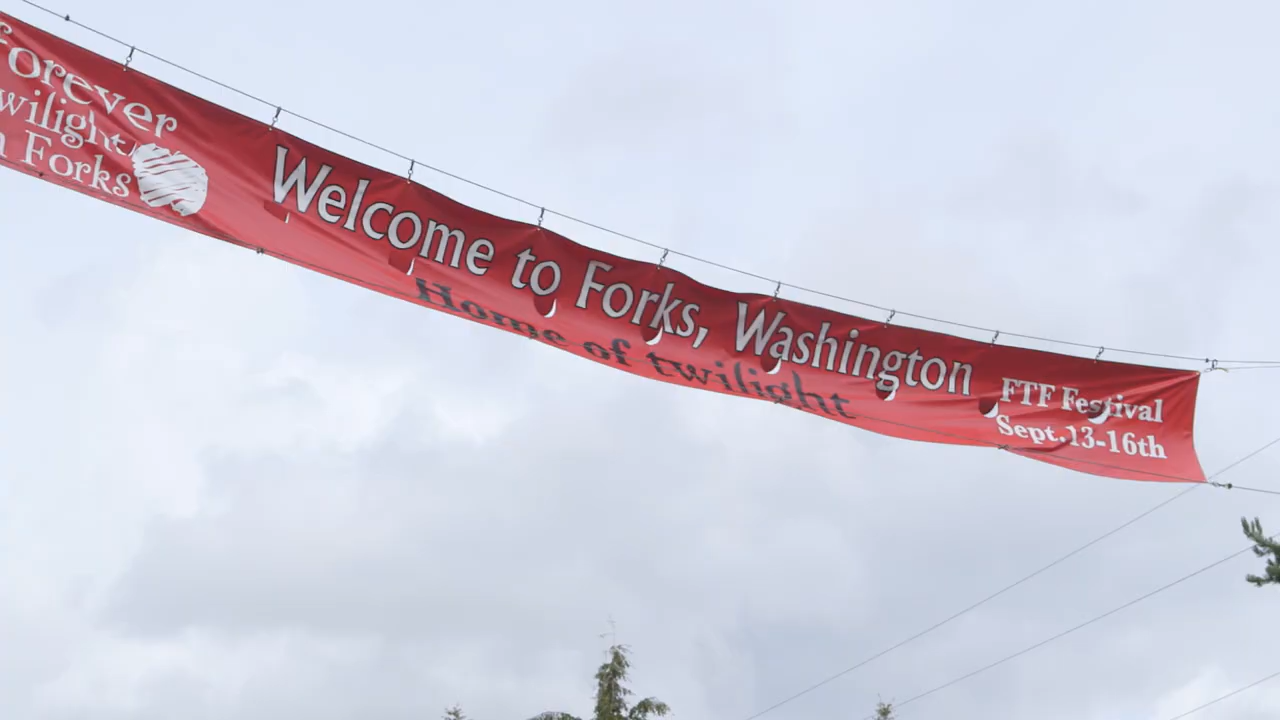 forever
wilight
Forks
Welcome to Forks, Washington
Home of twilight
FTF Festival
Sept. 13-16th